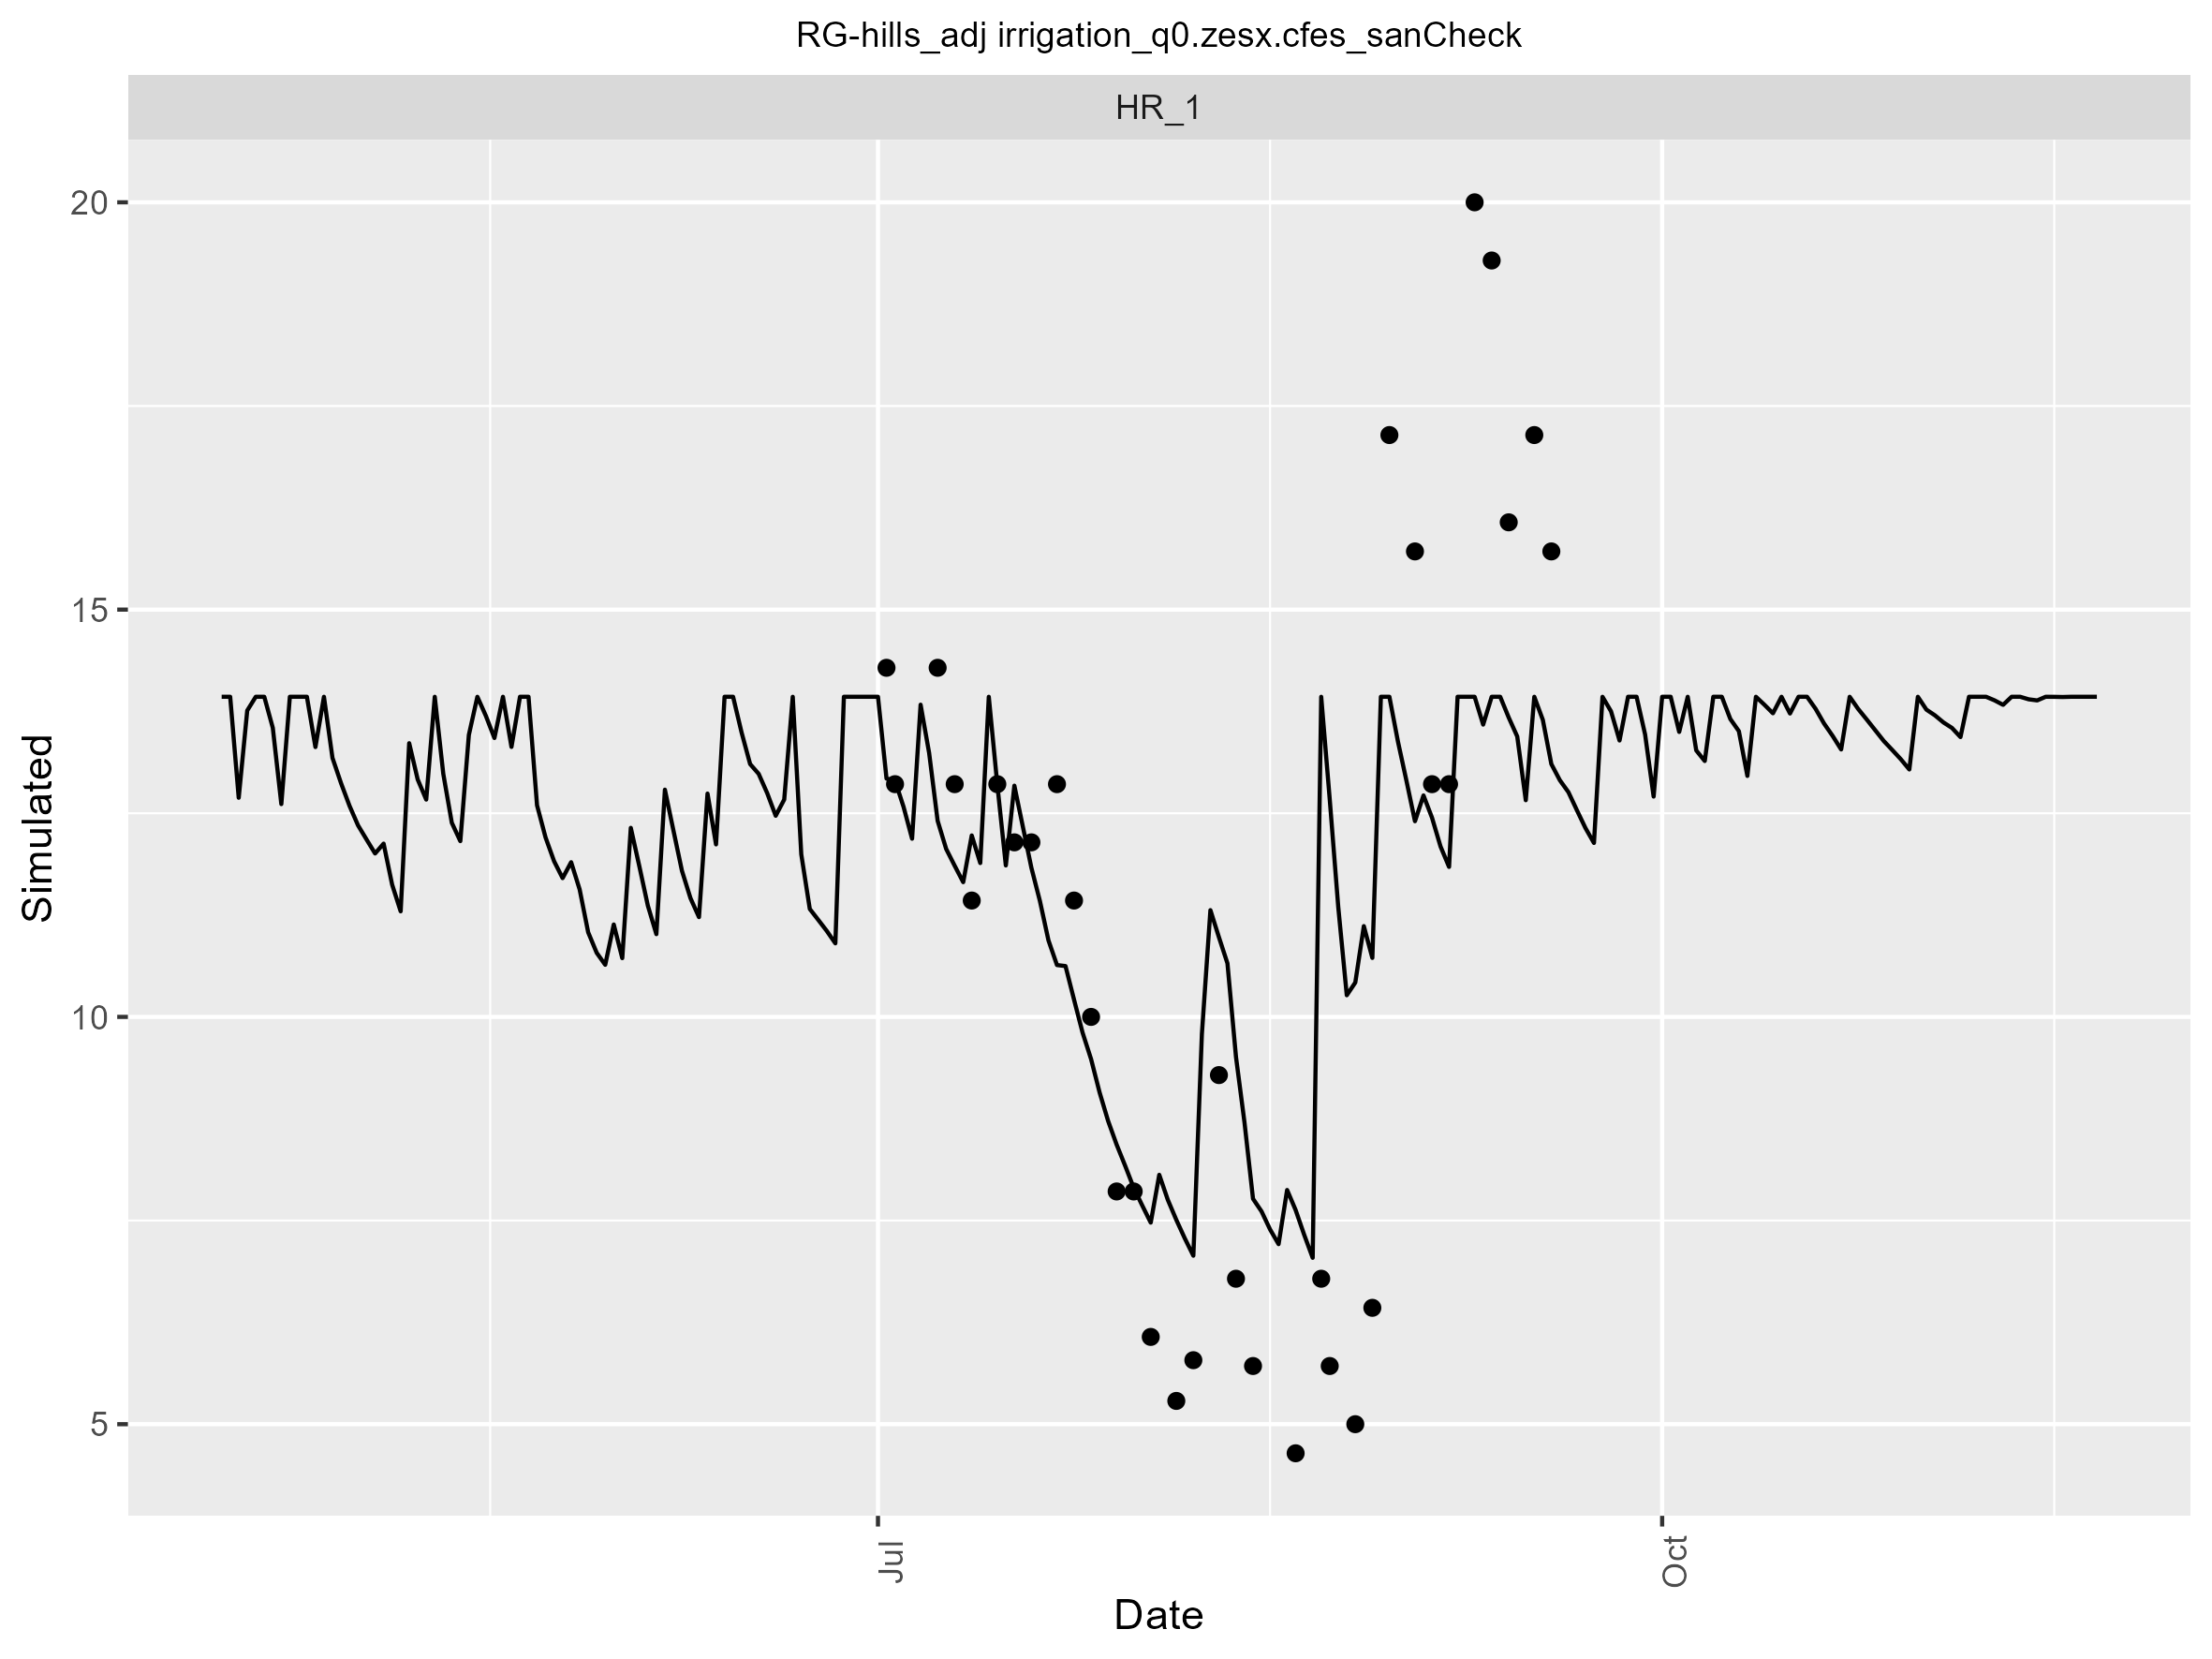 RG-hills_adj irrigation_q0.zesx.cfes_sanCheck
HR_1
20
15
10
5
Simulated
Jul
Oct
Date